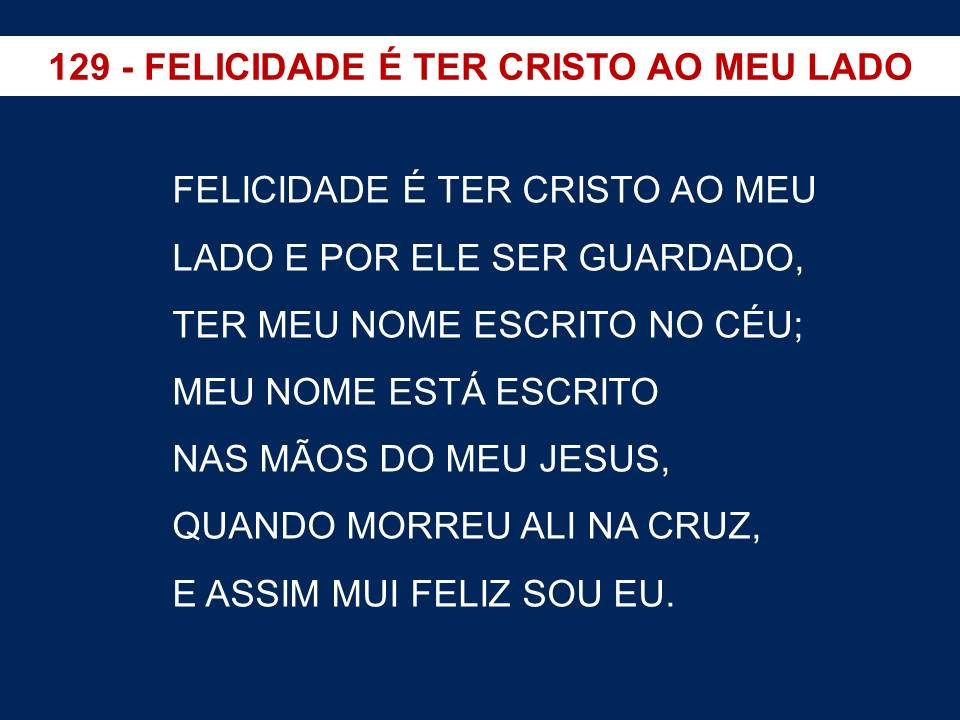 129 - FELICIDADE É TER CRISTO AO MEU LADO
FELICIDADE É TER CRISTO AO MEU
LADO E POR ELE SER GUARDADO,
TER MEU NOME ESCRITO NO CÉU;
MEU NOME ESTÁ ESCRITO
NAS MÃOS DO MEU JESUS,
QUANDO MORREU ALI NA CRUZ,
E ASSIM MUI FELIZ SOU EU.